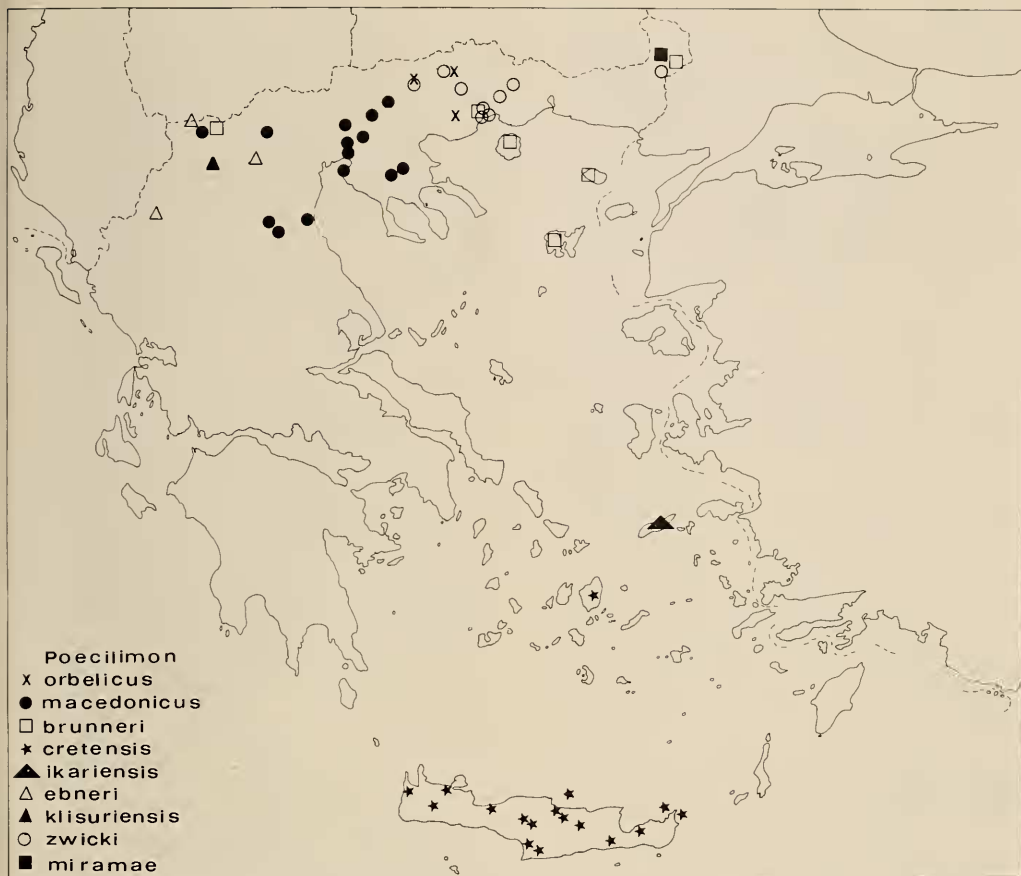 Poecilimon
x orbelicus
● macedonicus
□ brunneri
★ cretensis
▲ ikariensis
△ ebneri
▲ klisuriensis
○ zwicki
■ miramae